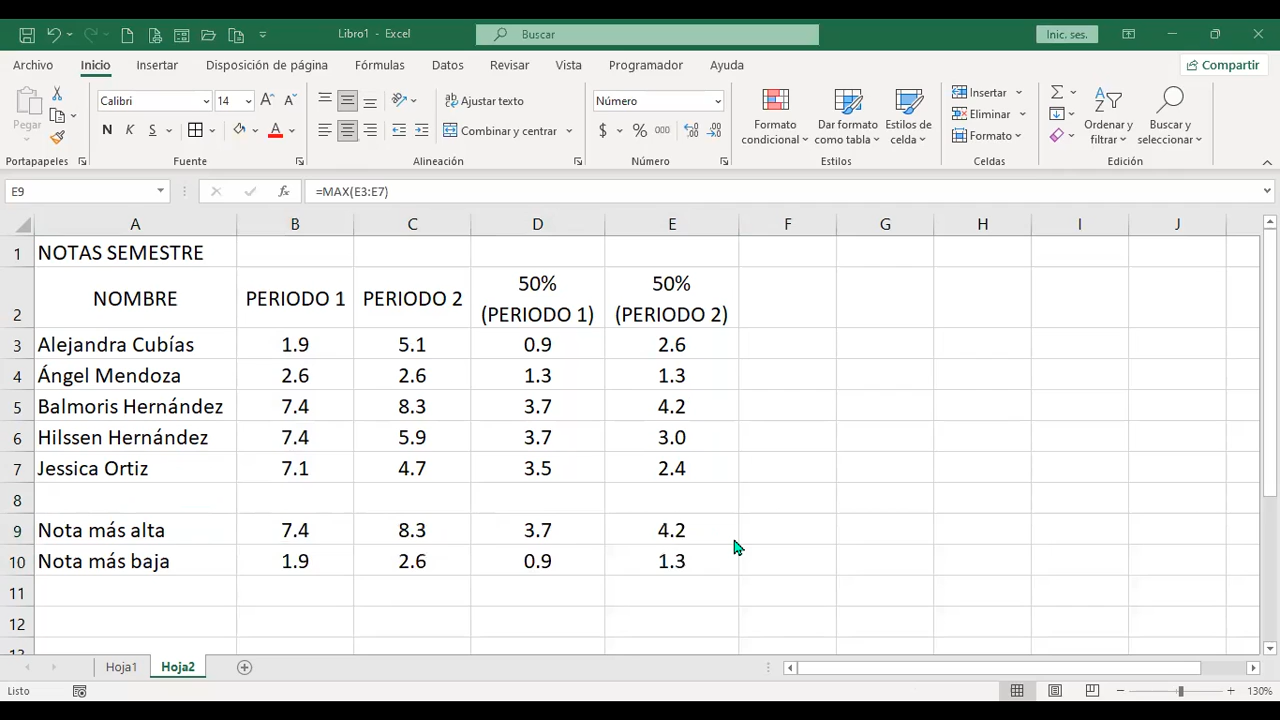 Libro1 - Excel
Buscar
Inic. ses.
Archivo Inicio Insertar Disposición de página Fórmulas Datos Revisar Vista Programador Ayuda Compartir
Pegar
Portapapeles
Calibri 14
N K S
Fuente
Ajustar texto
Combinar y centrar
Alineación
Número
$ % 000
Número
Formato condicional
Dar formato como tabla
Estilos de celda
Estilos
Insertar
Eliminar
Formato
Celdas
Ordenar y filtrar
Buscar y seleccionar
Edición
E9 fx =MAX(E3:E7)
A B C D E F G H I J
1 NOTAS SEMESTRE
2 NOMBRE PERIODO 1 PERIODO 2 50% (PERIODO 1) 50% (PERIODO 2)
3 Alejandra Cubías 1.9 5.1 0.9 2.6
4 Ángel Mendoza 2.6 2.6 1.3 1.3
5 Balmoris Hernández 7.4 8.3 3.7 4.2
6 Hilssen Hernández 7.4 5.9 3.7 3.0
7 Jessica Ortiz 7.1 4.7 3.5 2.4
8
9 Nota más alta 7.4 8.3 3.7 4.2
10 Nota más baja 1.9 2.6 0.9 1.3
11
12
13
Hoja1 Hoja2
Listo 130%